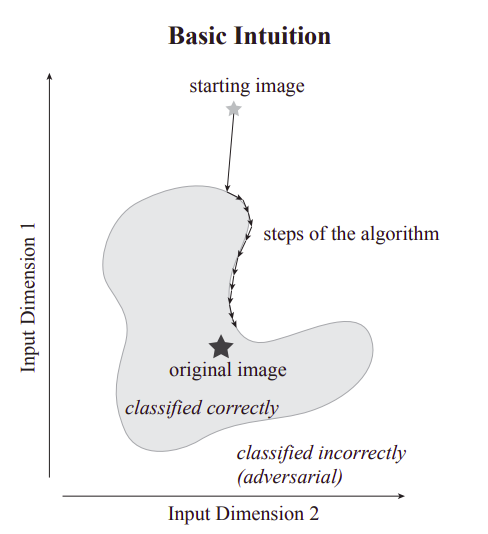 Basic Intuition
starting image
steps of the algorithm
Input Dimension 1
original image
classified correctly
classified incorrectly
(adversarial)
Input Dimension 2